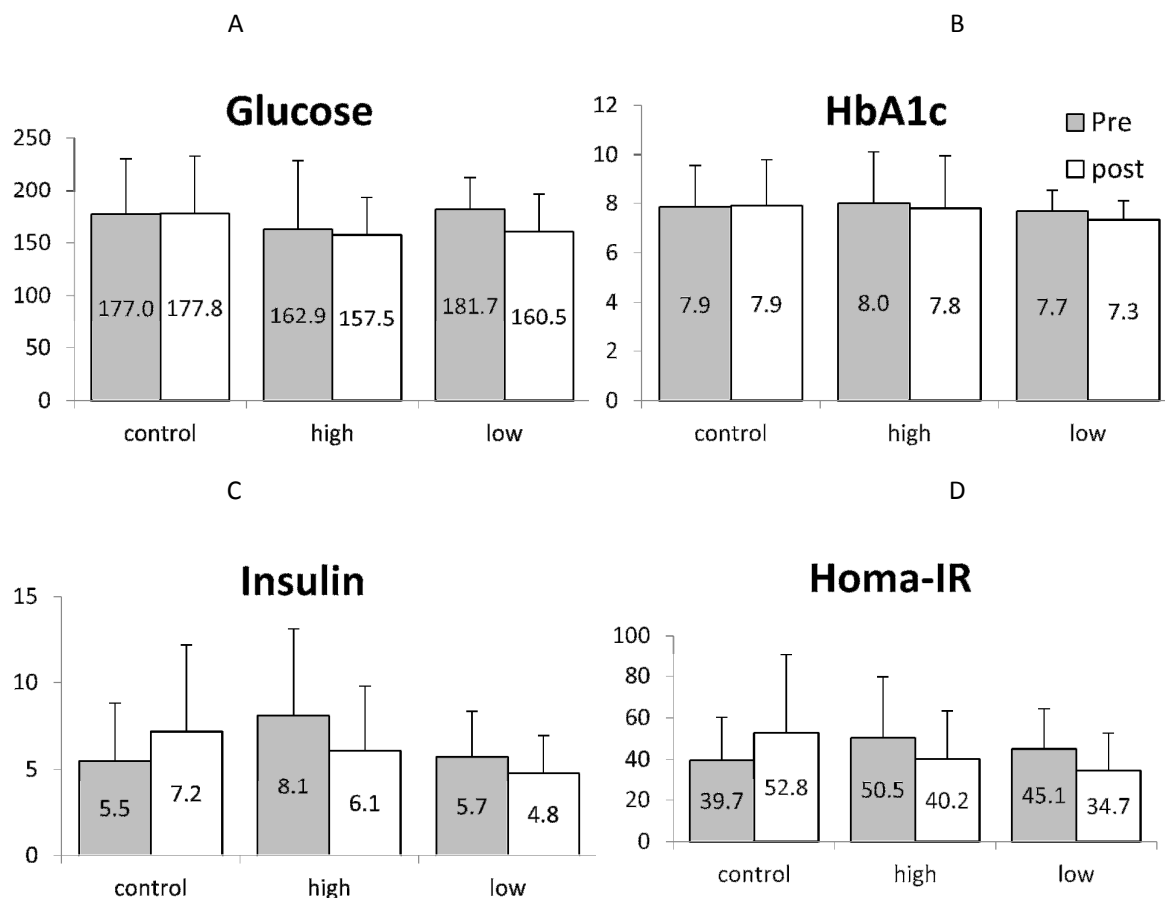 A
B
Glucose
250
200
150
100
50
0
177.0
177.8
162.9
157.5
181.7
160.5
control
high
low
HbA1c
12
10
8
6
4
2
0
Pre
post
7.9
7.9
8.0
7.8
7.7
7.3
control
high
low
C
D
Insulin
15
10
5
0
5.5
7.2
8.1
6.1
5.7
4.8
control
high
low
Homa-IR
100
80
60
40
20
0
39.7
52.8
50.5
40.2
45.1
34.7
control
high
low